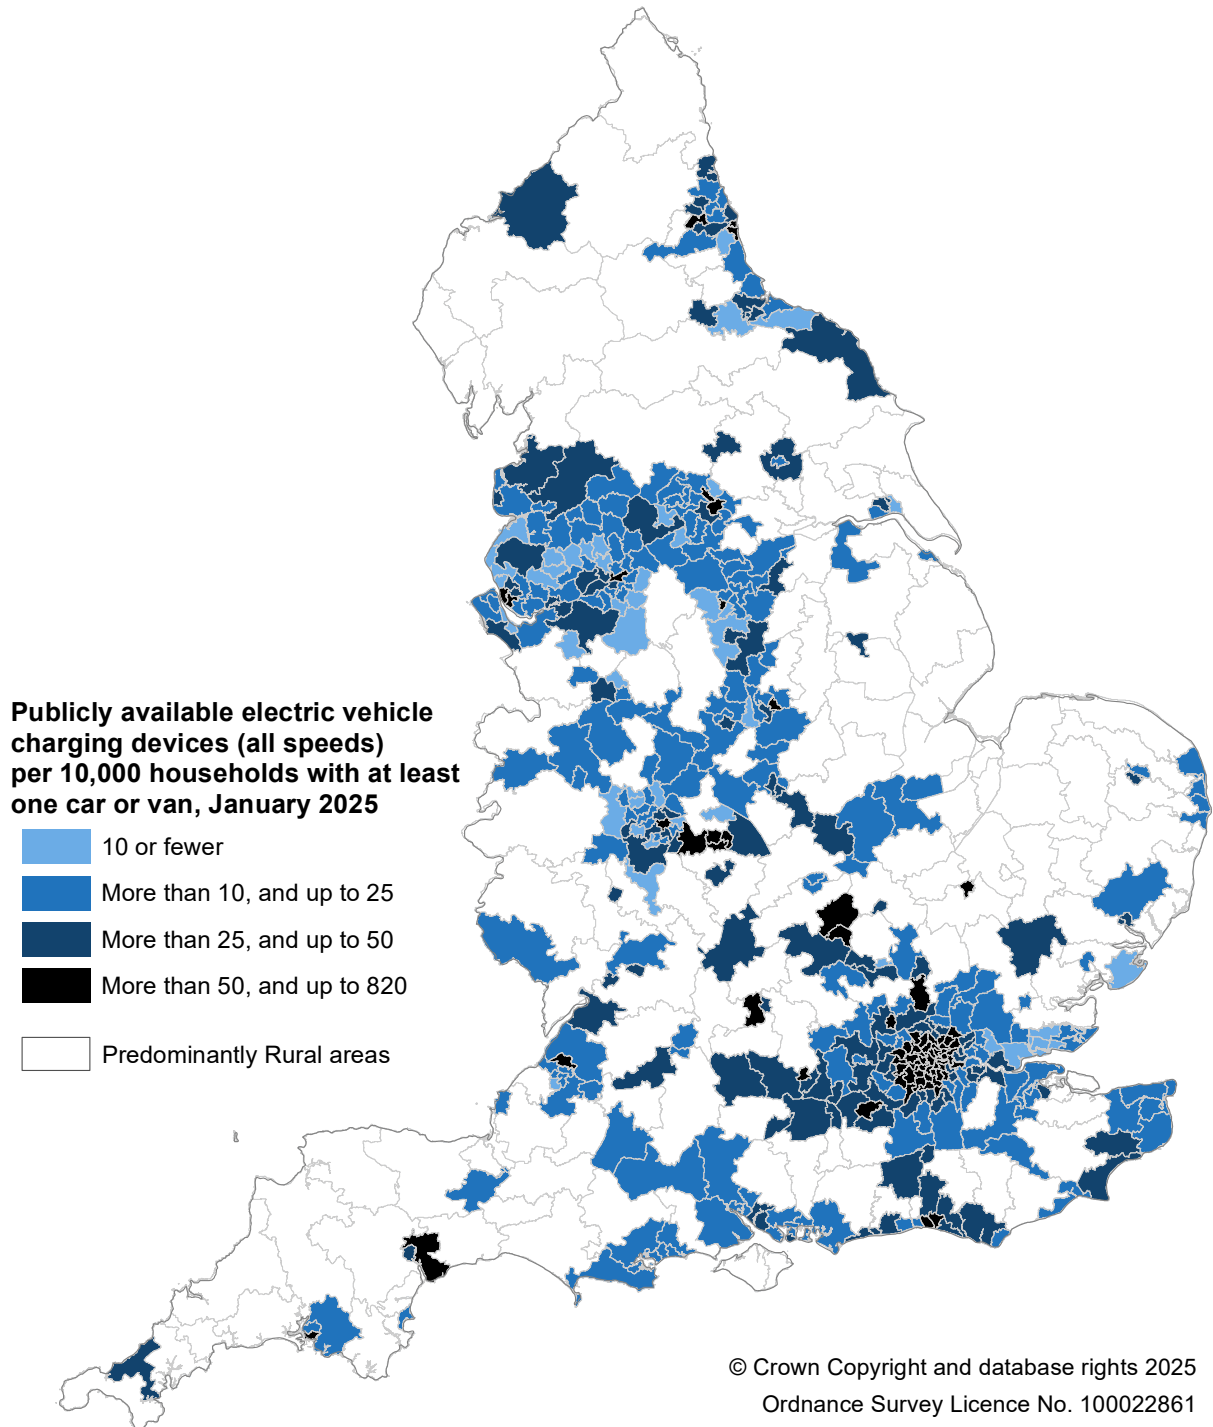 Publicly available electric vehicle
charging devices (all speeds)
per 10,000 households with at least
one car or van, January 2025
10 or fewer
More than 10, and up to 25
More than 25, and up to 50
More than 50, and up to 820
Predominantly Rural areas
© Crown Copyright and database rights 2025
Ordnance Survey Licence No. 100022861